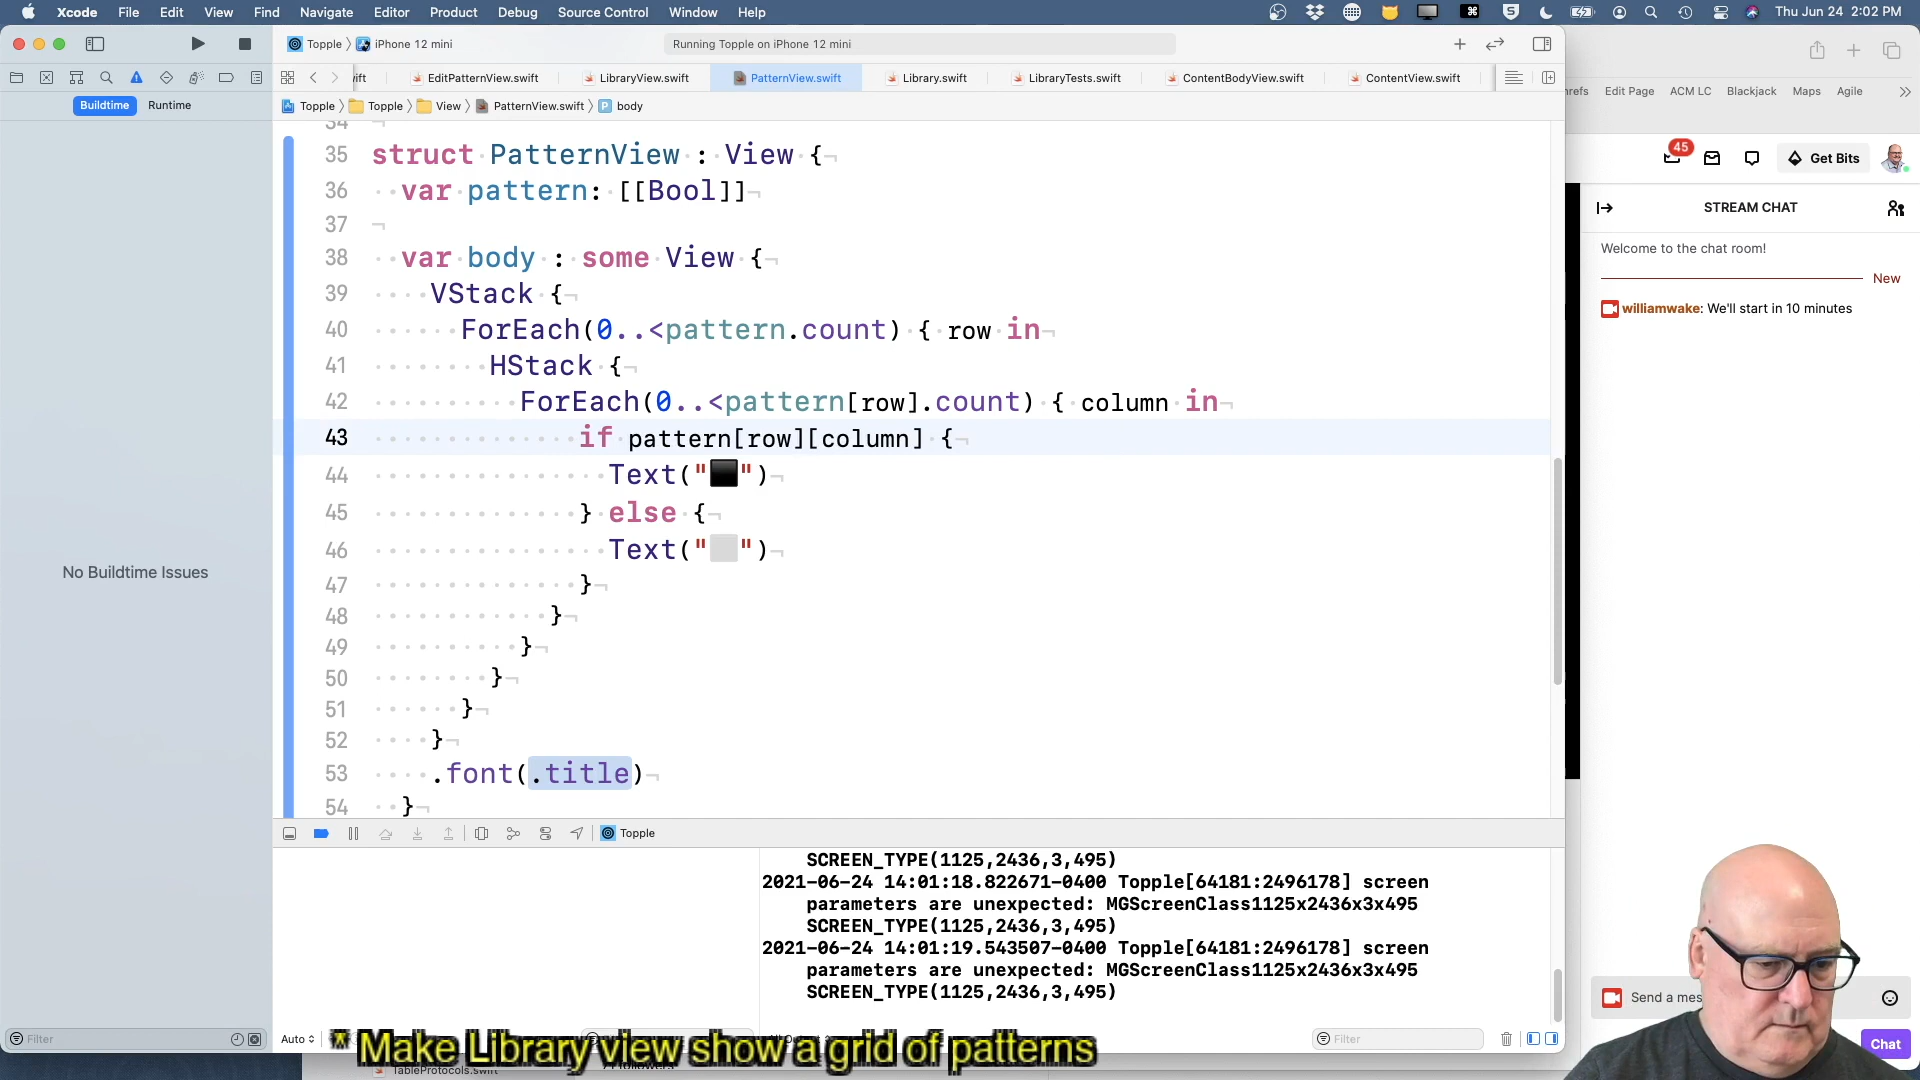 Xcode File Edit View Find Navigate Editor Product Debug Source Control Window Help
Thu Jun 24 2:02 PM
Topple iPhone 12 mini
Running Topple on iPhone 12 mini
ift EditPatternView.swift LibraryView.swift PatternView.swift Library.swift LibraryTests.swift ContentBodyView.swift ContentView.swift
Buildtime Runtime
Topple Topple View PatternView.swift P body
34
35 struct PatternView : View {
36 var pattern: [[Bool]]
37
38 var body : some View {
39 VStack {
40 ForEach(0..<pattern.count) { row in
41 HStack {
42 ForEach(0..<pattern[row].count) { column in
43 if pattern[row][column] {
44 Text("⬛")
45 } else {
46 Text("⬜")
47 }
48 }
49 }
50 }
51 }
52 }
53 .font(.title)
54 }
No Buildtime Issues
Topple
SCREEN_TYPE(1125,2436,3,495)
2021-06-24 14:01:18.822671-0400 Topple[64181:2496178] screen
parameters are unexpected: MGScreenClass1125x2436x3x495
SCREEN_TYPE(1125,2436,3,495)
2021-06-24 14:01:19.543507-0400 Topple[64181:2496178] screen
parameters are unexpected: MGScreenClass1125x2436x3x495
SCREEN_TYPE(1125,2436,3,495)
Filter
Auto
Filter
* Make Library view show a grid of patterns
TableProtocols.swift
hrefs Edit Page ACM LC Blackjack Maps Agile
45
Get Bits
STREAM CHAT
Welcome to the chat room!
New
williamwake: We'll start in 10 minutes
Send a mes
Chat